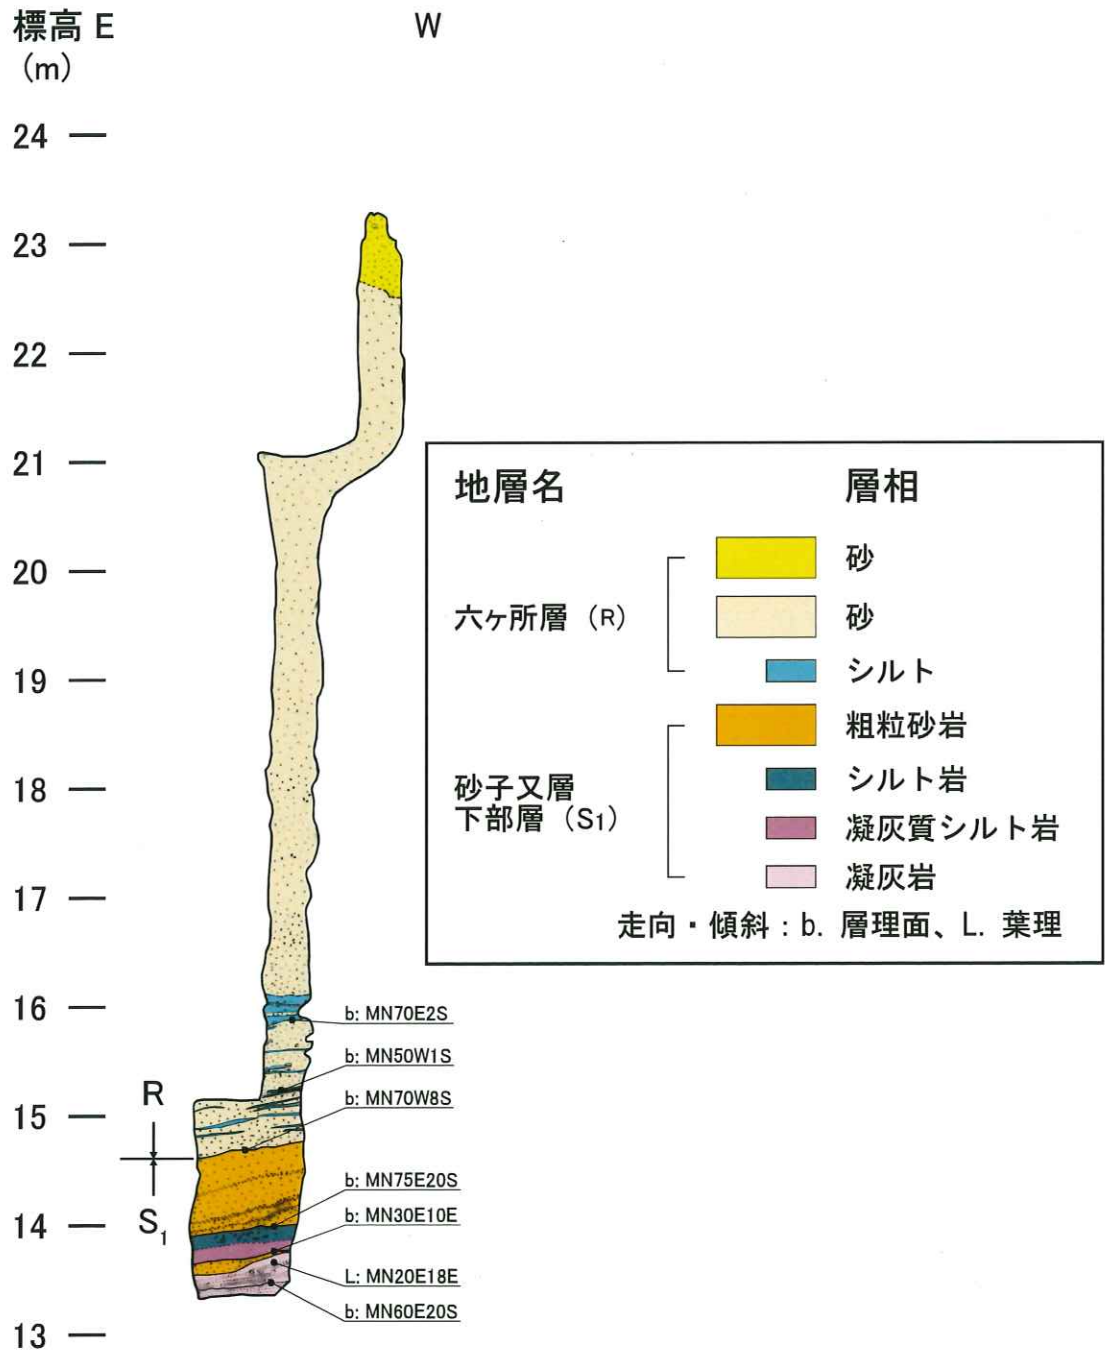 標高 E
W
(m)
24
23
22
21
20
19
18
17
16
15
14
13
地層名
層相
砂
六ヶ所層 (R)
砂
シルト
粗粒砂岩
砂子又層
下部層 (S1)
シルト岩
凝灰質シルト岩
凝灰岩
走向・傾斜 : b. 層理面、L. 葉理
b: MN70E2S
b: MN50W1S
b: MN70W8S
R
S1
b: MN75E20S
b: MN30E10E
L: MN20E18E
b: MN60E20S